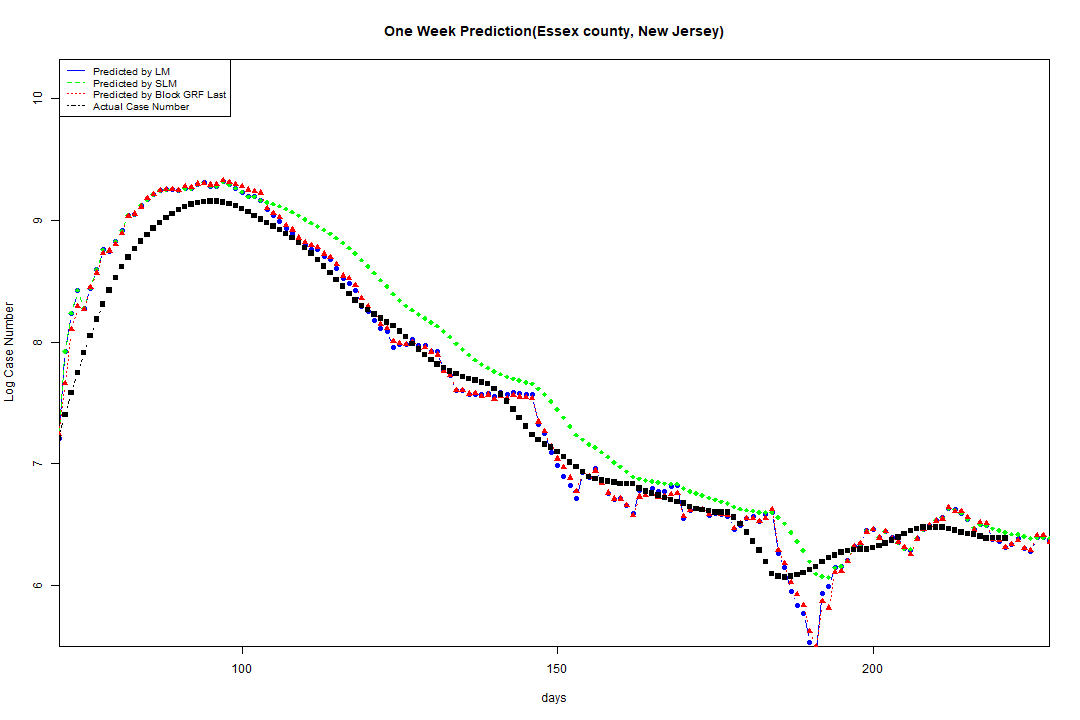 One Week Prediction(Essex county, New Jersey)
Predicted by LM
Predicted by SLM
Predicted by Block GRF Last
Actual Case Number
10
9
8
7
6
Log Case Number
100 150 200
days